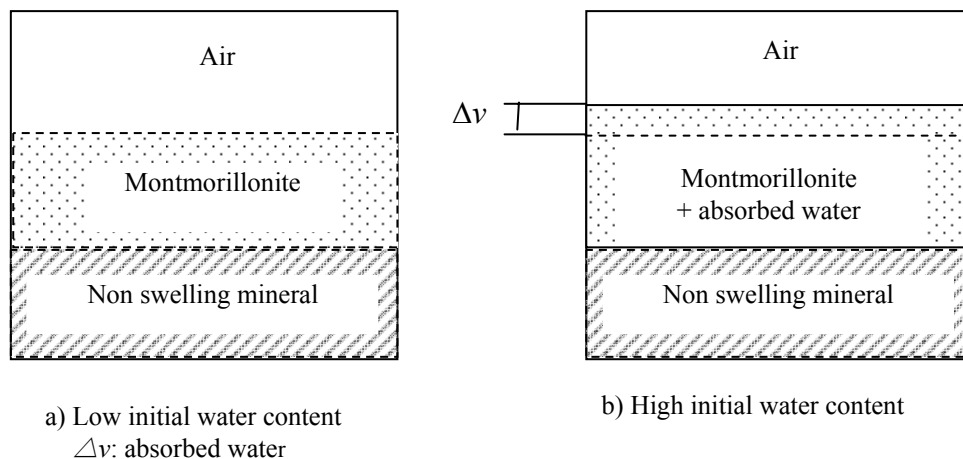 Air
Montmorillonite
Non swelling mineral
a) Low initial water content
△v: absorbed water
Air
Δv
Montmorillonite
+ absorbed water
Non swelling mineral
b) High initial water content